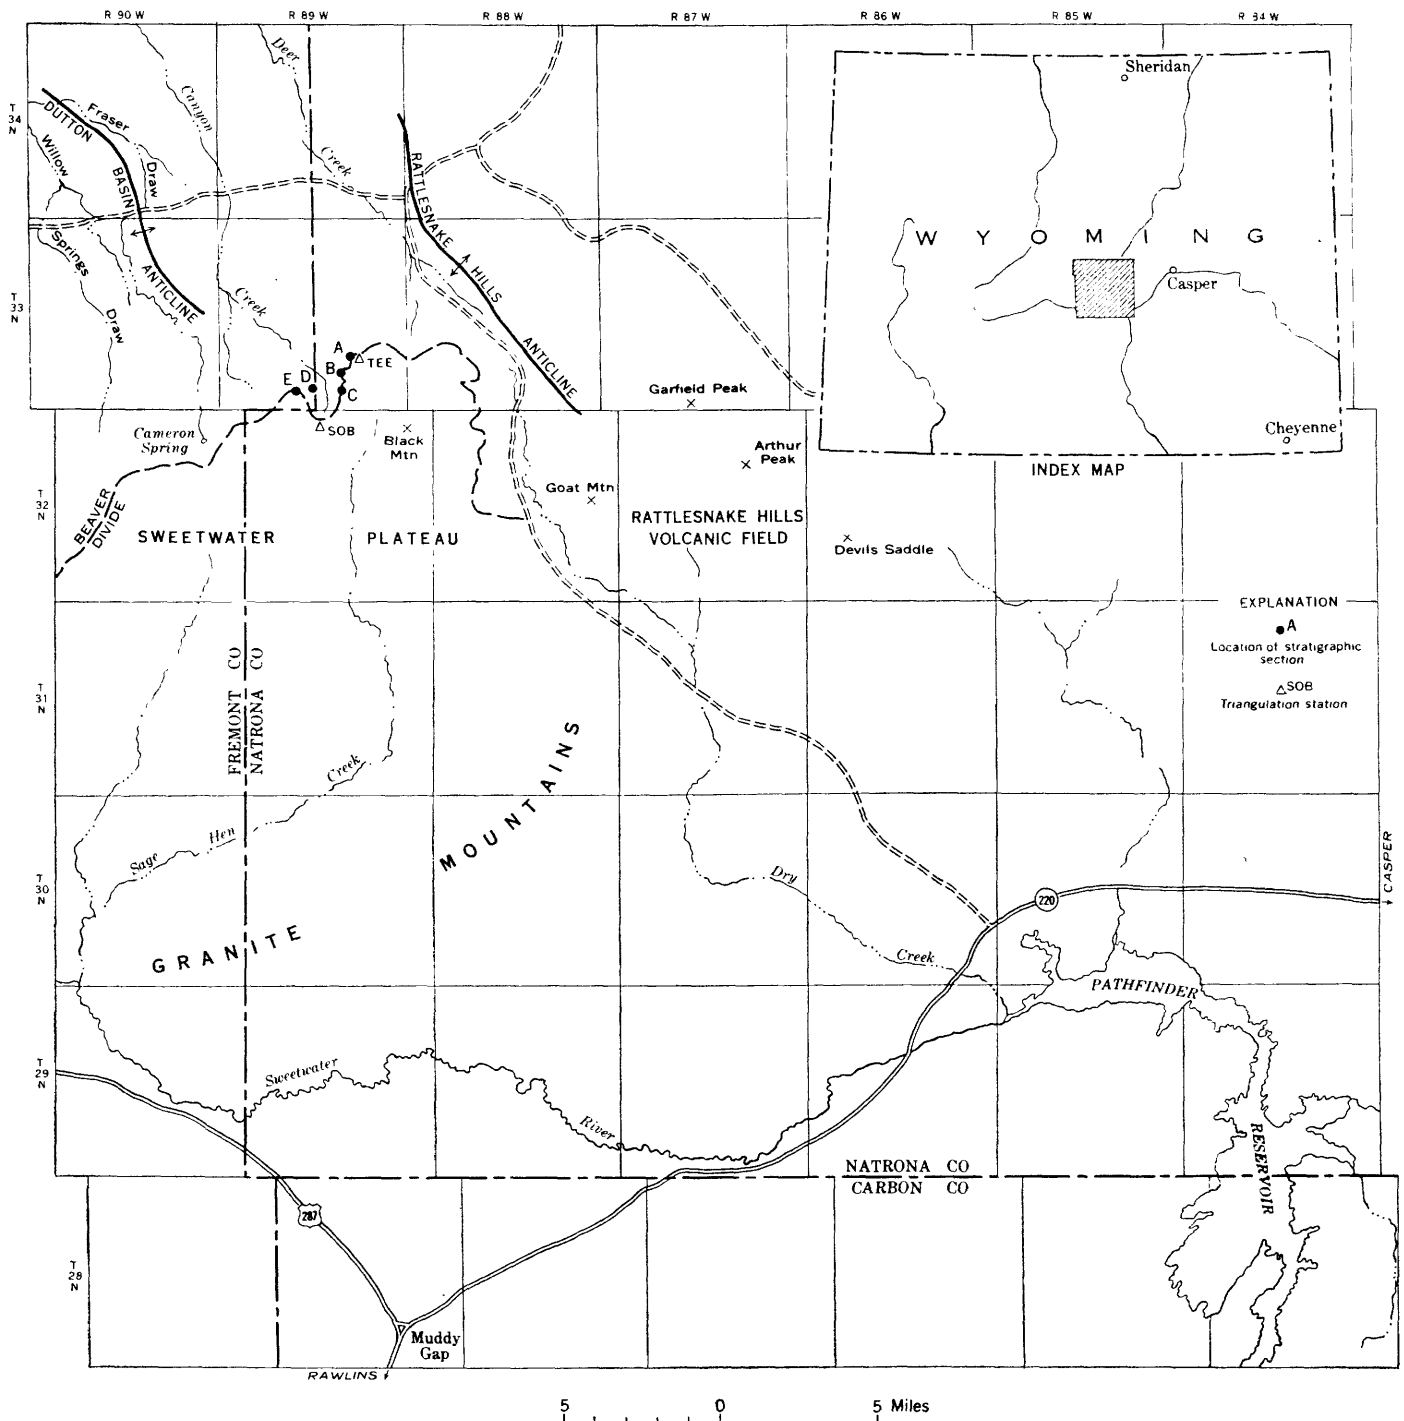 R 90 W
R 89 W
R 88 W
R 87 W
R 86 W
R 85 W
R 84 W
T
34
N
T
33
N
T
32
N
T
31
N
T
30
N
T
29
N
T
28
N
Deer
Creek
Canyon
Creek
DUTTON
BASIN
ANTICLINE
Fraser
Draw
Willow
Springs
Draw
RATTLESNAKE
HILLS
ANTICLINE
A
TEE
B
C
D
E
SOB
Cameron
Spring
Black
Mtn
Garfield Peak
Arthur
Peak
Goat Mtn
Devils Saddle
BEAVER
DIVIDE
SWEETWATER PLATEAU
RATTLESNAKE HILLS
VOLCANIC FIELD
WYOMING
Sheridan
Casper
Cheyenne
INDEX MAP
EXPLANATION
A
Location of stratigraphic
section
SOB
Triangulation station
FREMONT CO
NATRONA CO
Sage Hen Creek
GRANITE MOUNTAINS
Dry
Creek
220
CASPER
PATHFINDER
RESERVOIR
Sweetwater
River
NATRONA CO
CARBON CO
287
Muddy
Gap
RAWLINS
5 0 5 Miles